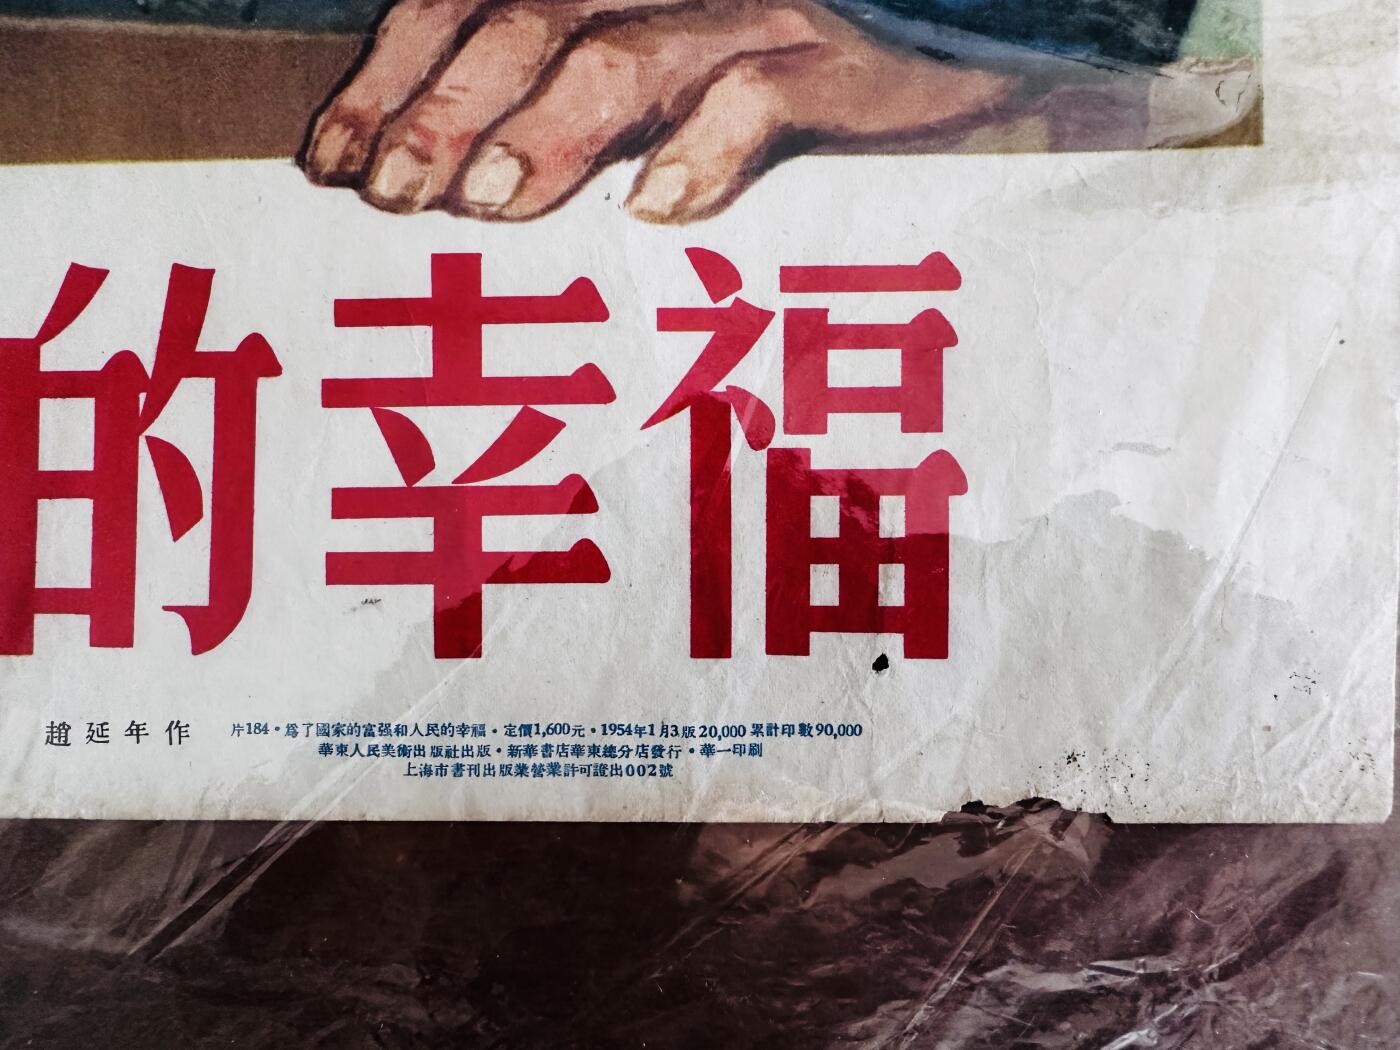 的幸福
趙延年作
片184・爲了國家的富强和人民的幸福・定價1,600元・1954年1月3版20,000累計印數90,000
華東人民美術出版社出版・新華書店華東總分店發行・華一印刷
上海市書刊出版業營業許可證出002號